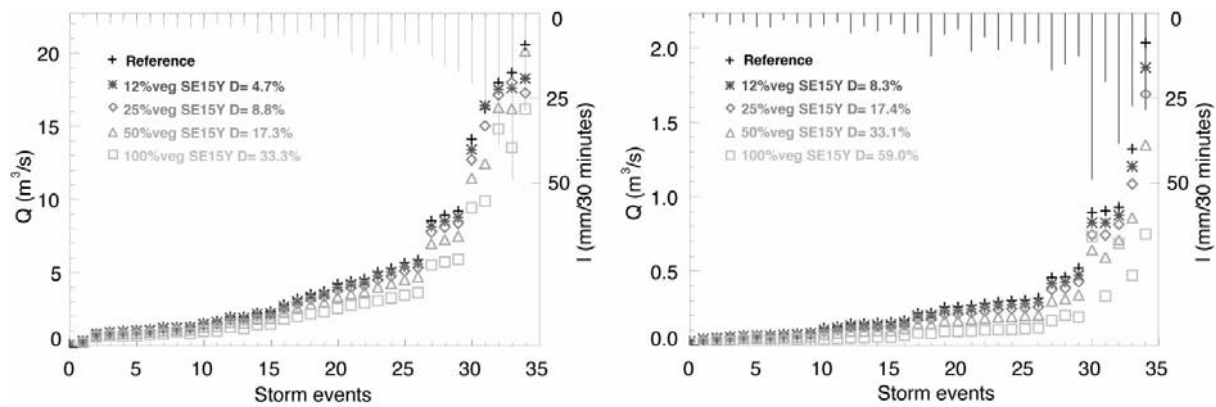 20
15
10
5
0
Q (m³/s)
+ Reference
12%veg SE15Y D= 4.7%
25%veg SE15Y D= 8.8%
50%veg SE15Y D= 17.3%
100%veg SE15Y D= 33.3%
0
25
50
I (mm/30 minutes)
0 5 10 15 20 25 30 35
Storm events
2.0
1.5
1.0
0.5
0.0
Q (m³/s)
+ Reference
12%veg SE15Y D= 8.3%
25%veg SE15Y D= 17.4%
50%veg SE15Y D= 33.1%
100%veg SE15Y D= 59.0%
0
25
50
I (mm/30 minutes)
0 5 10 15 20 25 30 35
Storm events